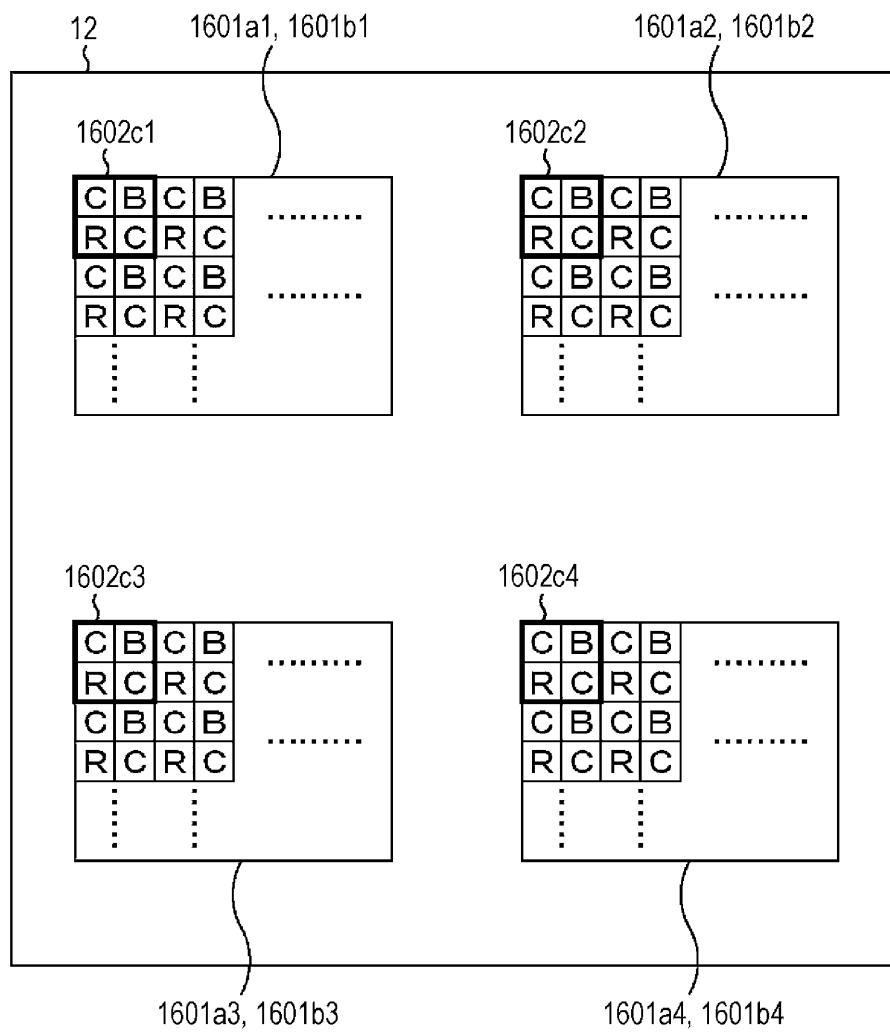 12
1601a1, 1601b1
1601a2, 1601b2
1602c1
1602c2
C B C B
R C R C
C B C B
R C R C
C B C B
R C R C
C B C B
R C R C
1602c3
1602c4
C B C B
R C R C
C B C B
R C R C
C B C B
R C R C
C B C B
R C R C
1601a3, 1601b3
1601a4, 1601b4